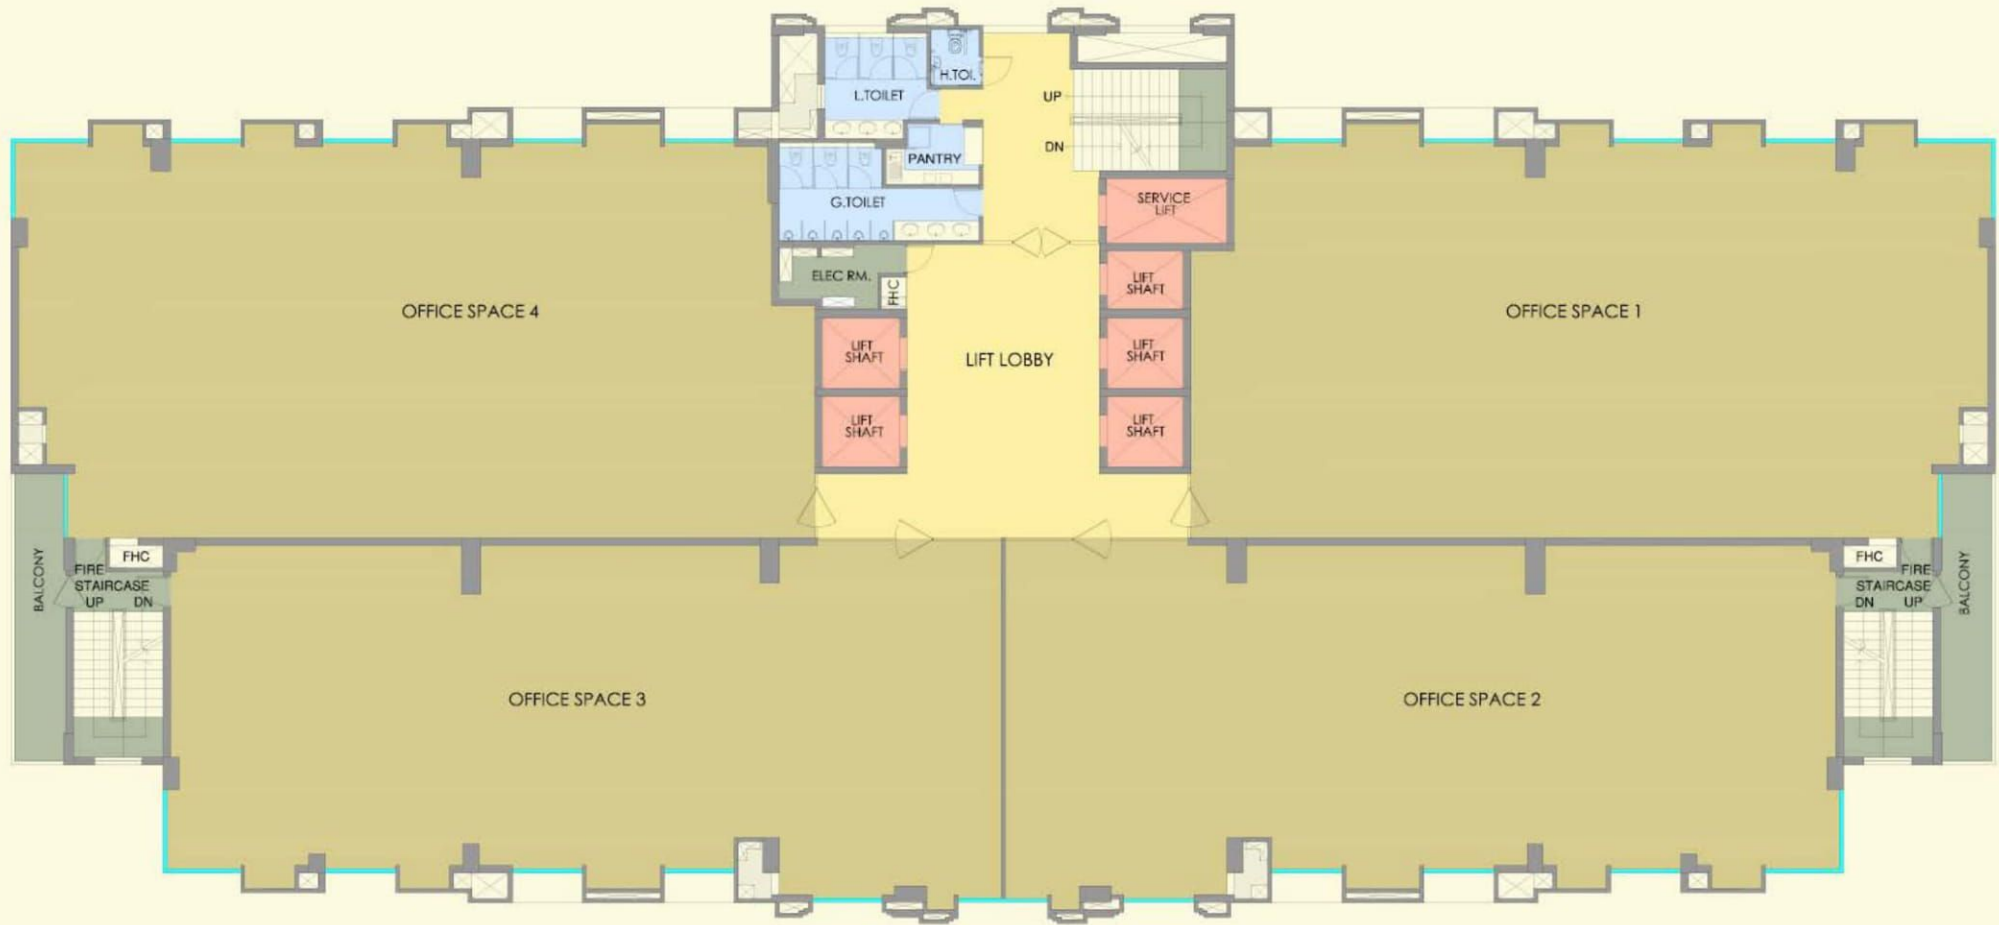 H.TOI.
L.TOILET
UP
DN
PANTRY
G.TOILET
SERVICE
LIFT
ELEC RM.
FHC
LIFT
SHAFT
OFFICE SPACE 4
OFFICE SPACE 1
LIFT
SHAFT
LIFT LOBBY
LIFT
SHAFT
LIFT
SHAFT
LIFT
SHAFT
BALCONY
FHC
FIRE
STAIRCASE
UP
DN
FHC
FIRE
STAIRCASE
DN
UP
BALCONY
OFFICE SPACE 3
OFFICE SPACE 2